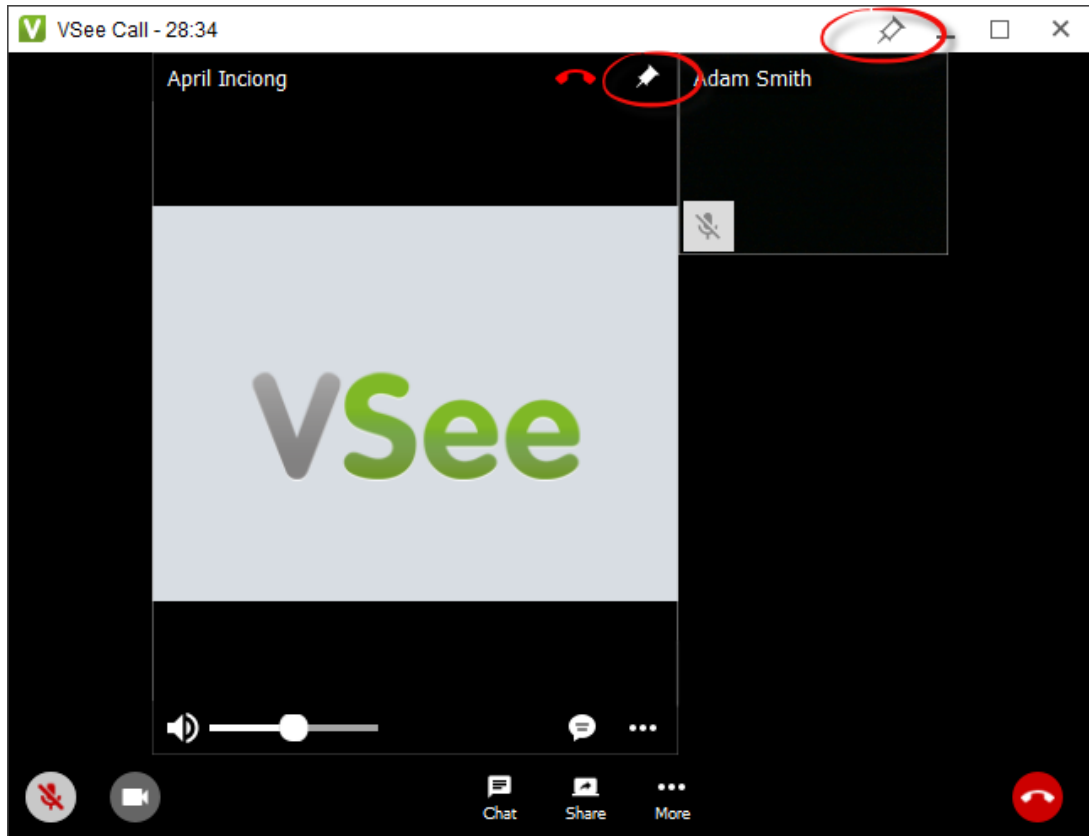 VSee Call - 28:34
April Inciong
Adam Smith
VSee
Chat
Share
More